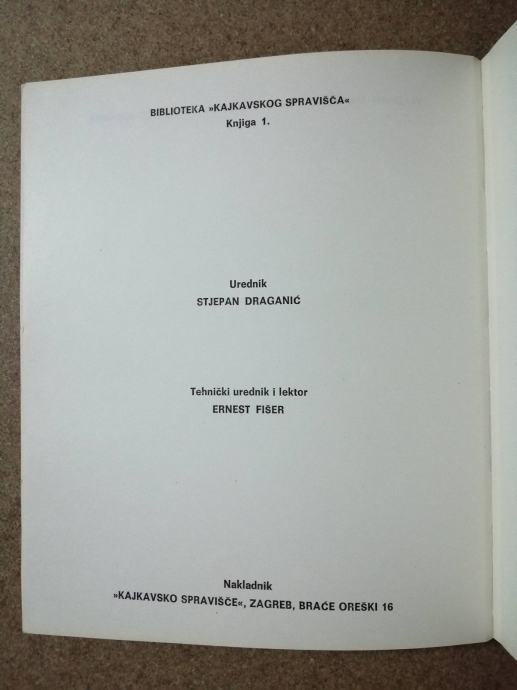 BIBLIOTEKA »KAJKAVSKOG SPRAVIŠĆA«
Knjiga 1.
Urednik
STJEPAN DRAGANIĆ
Tehnički urednik i lektor
ERNEST FIŠER
Nakladnik
»KAJKAVSKO SPRAVIŠČE«, ZAGREB, BRAĆE OREŠKI 16